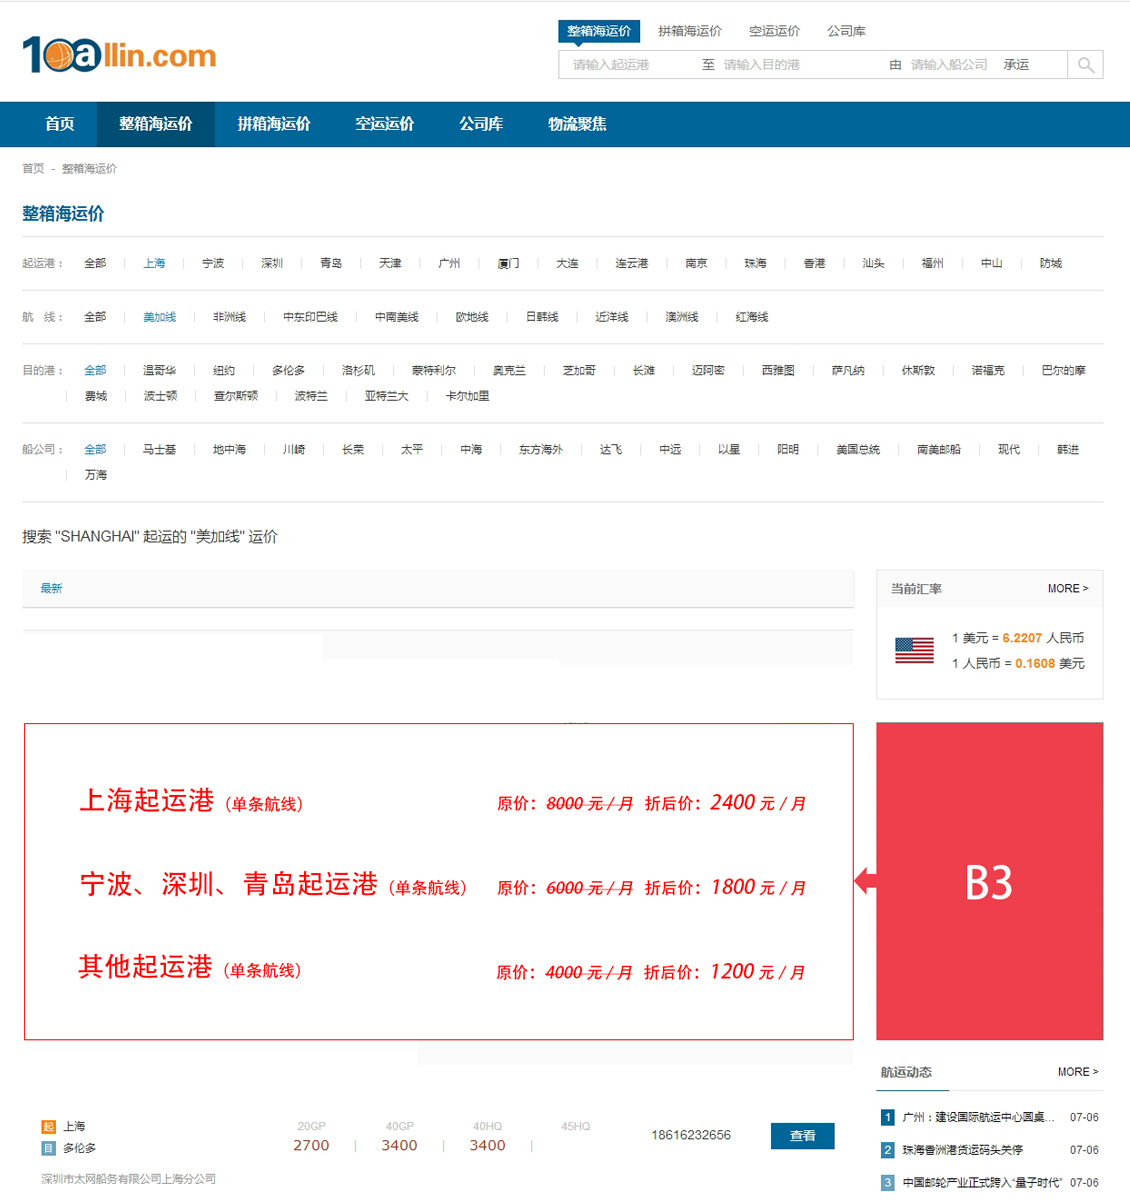 10allin.com
整箱海运价 拼箱海运价 空运运价 公司库
请输入起运港 至 请输入目的港 由 请输入船公司 承运
首页 整箱海运价 拼箱海运价 空运运价 公司库 物流聚焦
首页 - 整箱海运价
整箱海运价
起运港： 全部 上海 宁波 深圳 青岛 天津 广州 厦门 大连 连云港 南京 珠海 香港 汕头 福州 中山 防城
航 线： 全部 美加线 非洲线 中东印巴线 中南美线 欧地线 日韩线 近洋线 澳洲线 红海线
目的港： 全部 温哥华 纽约 多伦多 洛杉矶 蒙特利尔 奥克兰 芝加哥 长滩 迈阿密 西雅图 萨凡纳 休斯敦 诺福克 巴尔的摩
费城 波士顿 查尔斯顿 波特兰 亚特兰大 卡尔加里
船公司： 全部 马士基 地中海 川崎 长荣 太平 中海 东方海外 达飞 中远 以星 阳明 美国总统 南美邮船 现代 韩进
万海
搜索 "SHANGHAI" 起运的 "美加线" 运价
最新
当前汇率 MORE >
1 美元 = 6.2207 人民币
1 人民币 = 0.1608 美元
上海起运港（单条航线） 原价：8000 元 / 月 折后价：2400 元 / 月
宁波、深圳、青岛起运港（单条航线） 原价：6000 元 / 月 折后价：1800 元 / 月
其他起运港（单条航线） 原价：4000 元 / 月 折后价：1200 元 / 月
B3
航运动态 MORE >
1 广州：建设国际航运中心圆桌... 07-06
2 珠海香洲港货运码头关停 07-06
3 中国邮轮产业正式跨入“量子时代” 07-06
起 上海 20GP 40GP 40HQ 45HQ
目 多伦多 2700 | 3400 | 3400 | 18616232656 查看
深圳市太网船务有限公司上海分公司